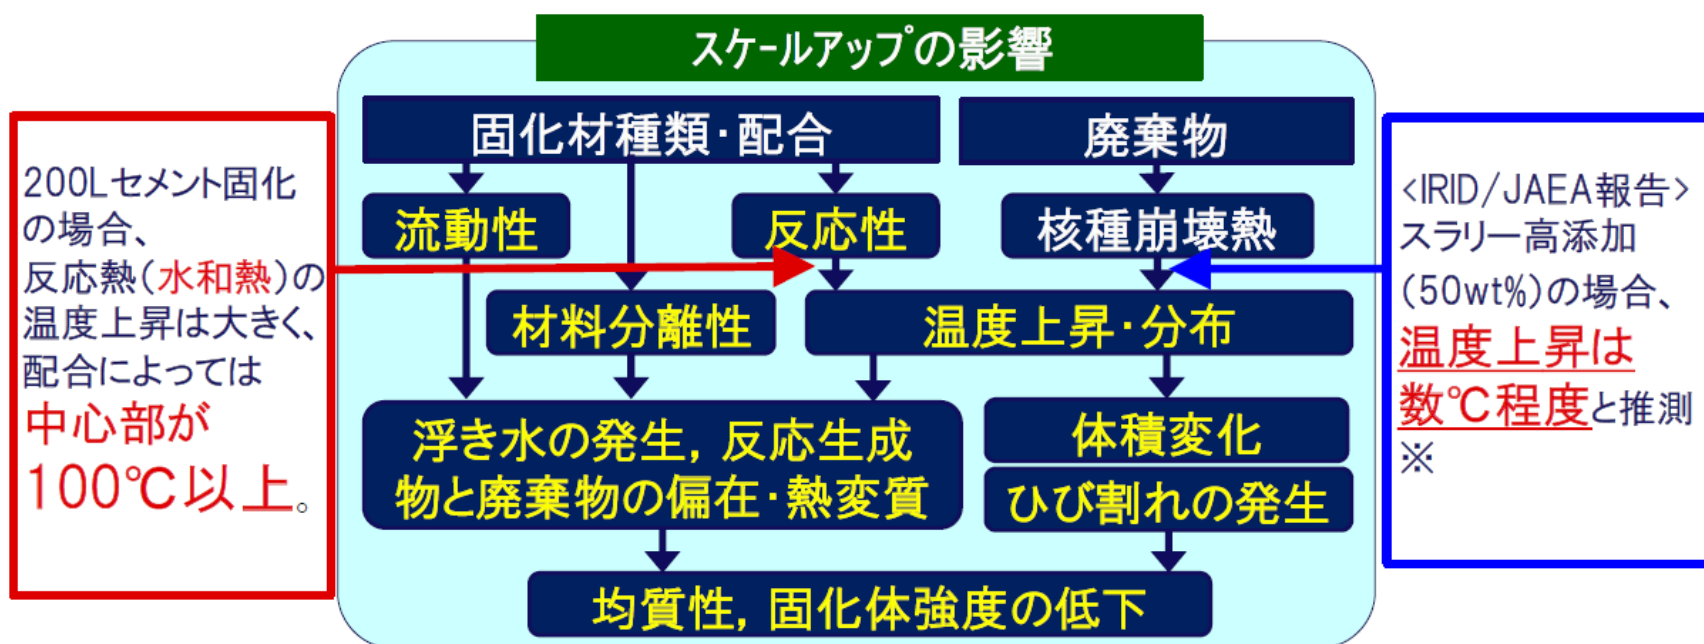 スケールアップの影響
200Lセメント固化
の場合、
反応熱(水和熱)の
温度上昇は大きく、
配合によっては
中心部が
100℃以上。
固化材種類・配合
廃棄物
流動性
反応性
核種崩壊熱
材料分離性
温度上昇・分布
浮き水の発生, 反応生成
物と廃棄物の偏在・熱変質
体積変化
ひび割れの発生
均質性, 固化体強度の低下
<IRID/JAEA報告>
スラリー高添加
(50wt%)の場合、
温度上昇は
数℃程度と推測
※